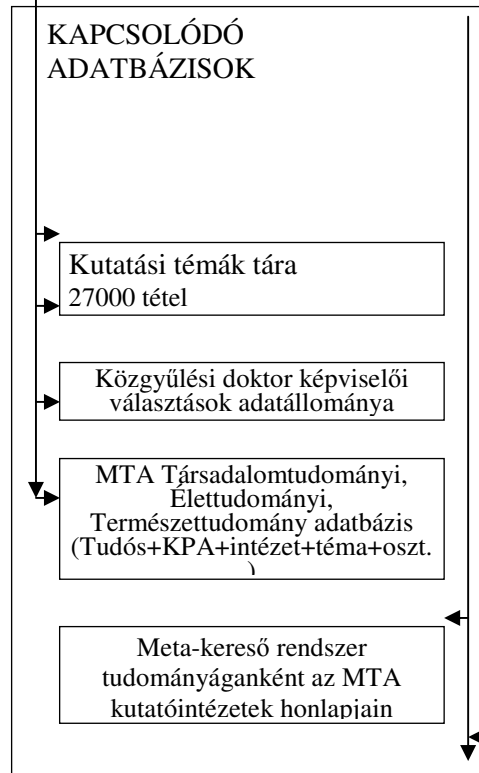 KAPCSOLÓDÓ
ADATBÁZISOK
Kutatási témák tára
27000 tétel
Közgyűlési doktor képviselői
választások adatállománya
MTA Társadalomtudományi,
Élettudományi,
Természettudomány adatbázis
(Tudós+KPA+intézet+téma+oszt.
)
Meta-kereső rendszer
tudományáganként az MTA
kutatóintézetek honlapjain